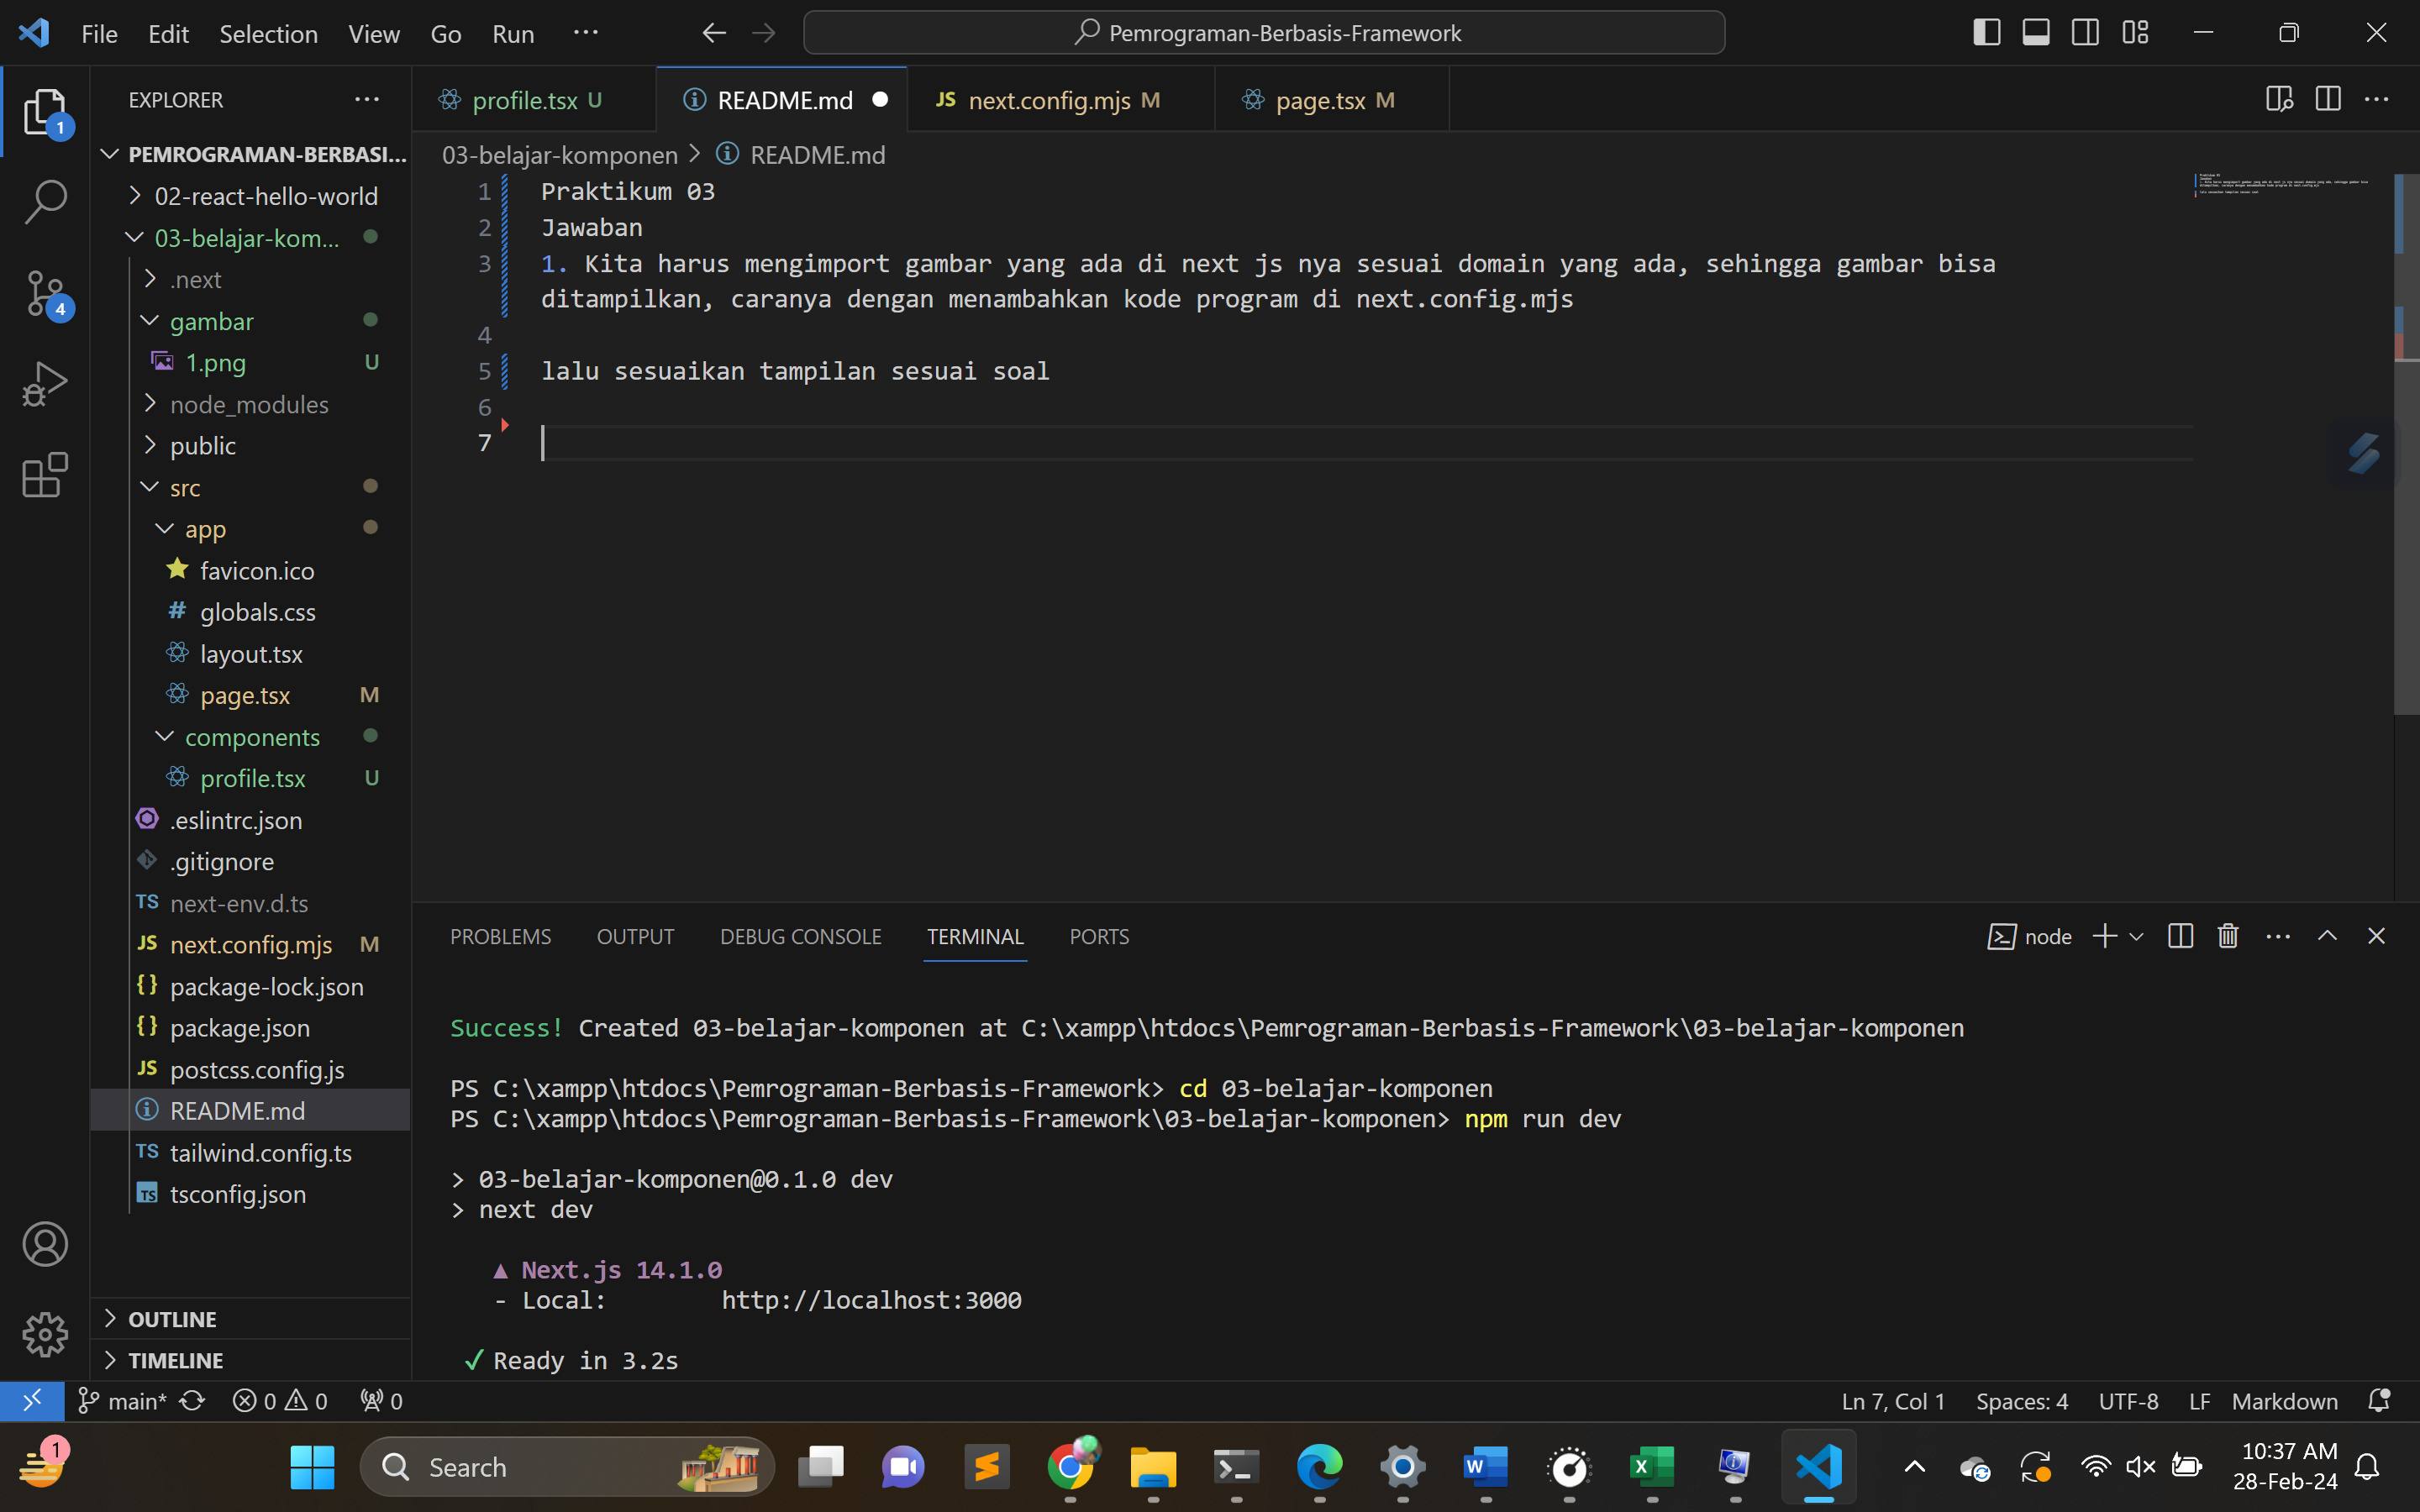 File Edit Selection View Go Run ···
Pemrograman-Berbasis-Framework
EXPLORER
1
4
PEMROGRAMAN-BERBASI...
02-react-hello-world
03-belajar-kom...
.next
gambar
1.png U
node_modules
public
src
app
favicon.ico
# globals.css
layout.tsx
page.tsx M
components
profile.tsx U
.eslintrc.json
.gitignore
TS next-env.d.ts
JS next.config.mjs M
{} package-lock.json
{} package.json
JS postcss.config.js
README.md
TS tailwind.config.ts
TS tsconfig.json
OUTLINE
TIMELINE
profile.tsx U
README.md
JS next.config.mjs M
page.tsx M
03-belajar-komponen > README.md
1 Praktikum 03
2 Jawaban
3 1. Kita harus mengimport gambar yang ada di next js nya sesuai domain yang ada, sehingga gambar bisa
ditampilkan, caranya dengan menambahkan kode program di next.config.mjs
4
5 lalu sesuaikan tampilan sesuai soal
6
7
PROBLEMS OUTPUT DEBUG CONSOLE TERMINAL PORTS
node
Success! Created 03-belajar-komponen at C:\xampp\htdocs\Pemrograman-Berbasis-Framework\03-belajar-komponen
PS C:\xampp\htdocs\Pemrograman-Berbasis-Framework> cd 03-belajar-komponen
PS C:\xampp\htdocs\Pemrograman-Berbasis-Framework\03-belajar-komponen> npm run dev
> 03-belajar-komponen@0.1.0 dev
> next dev
▲ Next.js 14.1.0
- Local: http://localhost:3000
✓ Ready in 3.2s
main* 0 0 0
Ln 7, Col 1 Spaces: 4 UTF-8 LF Markdown
1
Search
10:37 AM
28-Feb-24